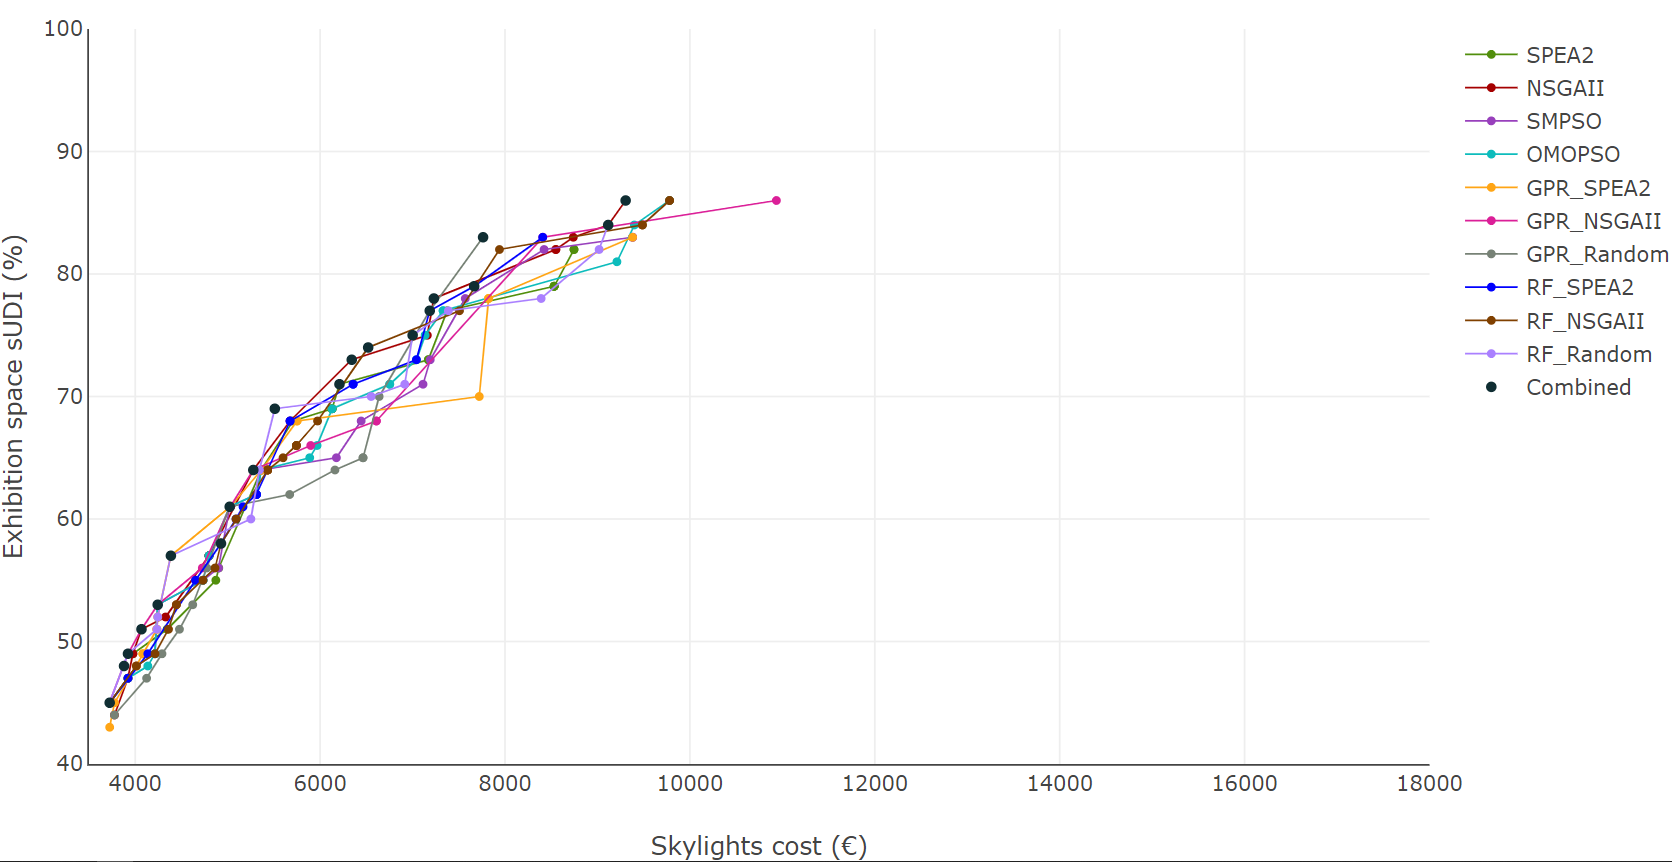 100
90
80
70
60
50
40
Exhibition space sUDI (%)
4000 6000 8000 10000 12000 14000 16000 18000
Skylights cost (€)
SPEA2
NSGAII
SMPSO
OMOPSO
GPR_SPEA2
GPR_NSGAII
GPR_Random
RF_SPEA2
RF_NSGAII
RF_Random
Combined